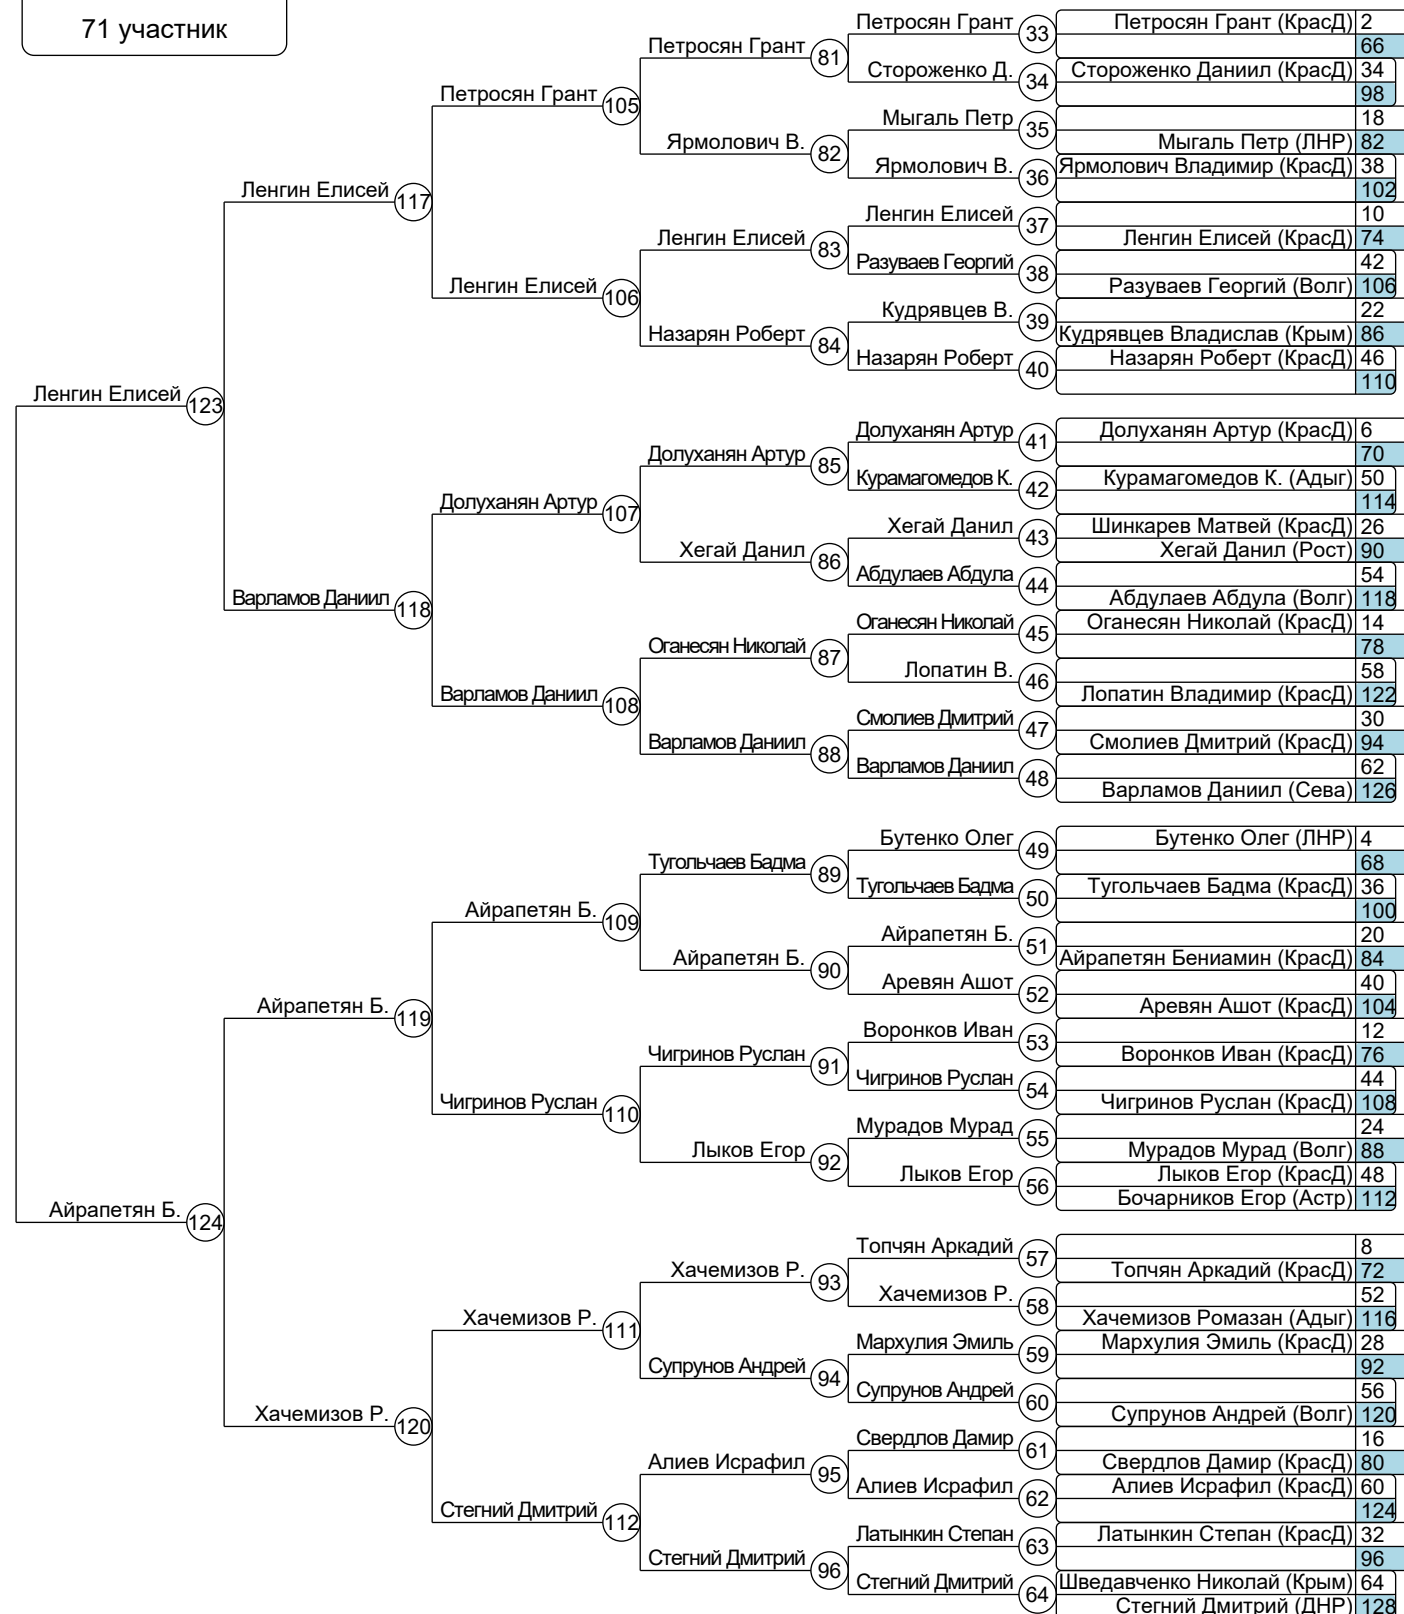 71 участник
Петросян Грант 33 Петросян Грант (КрасД) 2
Петросян Грант 81 66
Стороженко Д. 34 Стороженко Даниил (КрасД) 34
Петросян Грант 105 98
Мыгаль Петр 35 18
Ярмолович В. 82 Мыгаль Петр (ЛНР) 82
Ярмолович В. 36 Ярмолович Владимир (КрасД) 38
Ленгин Елисей 117 102
Ленгин Елисей 37 10
Ленгин Елисей 83 Ленгин Елисей (КрасД) 74
Разуваев Георгий 38 42
Ленгин Елисей 106 Разуваев Георгий (Волг) 106
Кудрявцев В. 39 22
Назарян Роберт 84 Кудрявцев Владислав (Крым) 86
Назарян Роберт 40 Назарян Роберт (КрасД) 46
Ленгин Елисей 123 110
Долуханян Артур 41 Долуханян Артур (КрасД) 6
Долуханян Артур 85 70
Курамагомедов К. 42 Курамагомедов К. (Адыг) 50
Долуханян Артур 107 114
Хегай Данил 43 Шинкарев Матвей (КрасД) 26
Хегай Данил 86 Хегай Данил (Рост) 90
Абдулаев Абдула 44 54
Варламов Даниил 118 Абдулаев Абдула (Волг) 118
Оганесян Николай 45 Оганесян Николай (КрасД) 14
Оганесян Николай 87 78
Лопатин В. 46 58
Варламов Даниил 108 Лопатин Владимир (КрасД) 122
Смолиев Дмитрий 47 30
Варламов Даниил 88 Смолиев Дмитрий (КрасД) 94
Варламов Даниил 48 62
Варламов Даниил (Сева) 126
Бутенко Олег 49 Бутенко Олег (ЛНР) 4
Тугольчаев Бадма 89 68
Тугольчаев Бадма 50 Тугольчаев Бадма (КрасД) 36
Айрапетян Б. 109 100
Айрапетян Б. 51 20
Айрапетян Б. 90 Айрапетян Бениамин (КрасД) 84
Аревян Ашот 52 40
Айрапетян Б. 119 Аревян Ашот (КрасД) 104
Воронков Иван 53 12
Чигринов Руслан 91 Воронков Иван (КрасД) 76
Чигринов Руслан 54 44
Чигринов Руслан 110 Чигринов Руслан (КрасД) 108
Мурадов Мурад 55 24
Лыков Егор 92 Мурадов Мурад (Волг) 88
Лыков Егор 56 Лыков Егор (КрасД) 48
Айрапетян Б. 124 Бочарников Егор (Астр) 112
Топчян Аркадий 57 8
Хачемизов Р. 93 Топчян Аркадий (КрасД) 72
Хачемизов Р. 58 52
Хачемизов Р. 111 Хачемизов Ромазан (Адыг) 116
Мархулия Эмиль 59 Мархулия Эмиль (КрасД) 28
Супрунов Андрей 94 92
Супрунов Андрей 60 56
Хачемизов Р. 120 Супрунов Андрей (Волг) 120
Свердлов Дамир 61 16
Алиев Исрафил 95 Свердлов Дамир (КрасД) 80
Алиев Исрафил 62 Алиев Исрафил (КрасД) 60
Стегний Дмитрий 112 124
Латынкин Степан 63 Латынкин Степан (КрасД) 32
Стегний Дмитрий 96 96
Стегний Дмитрий 64 Шведавченко Николай (Крым) 64
Стегний Дмитрий (ДНР) 128